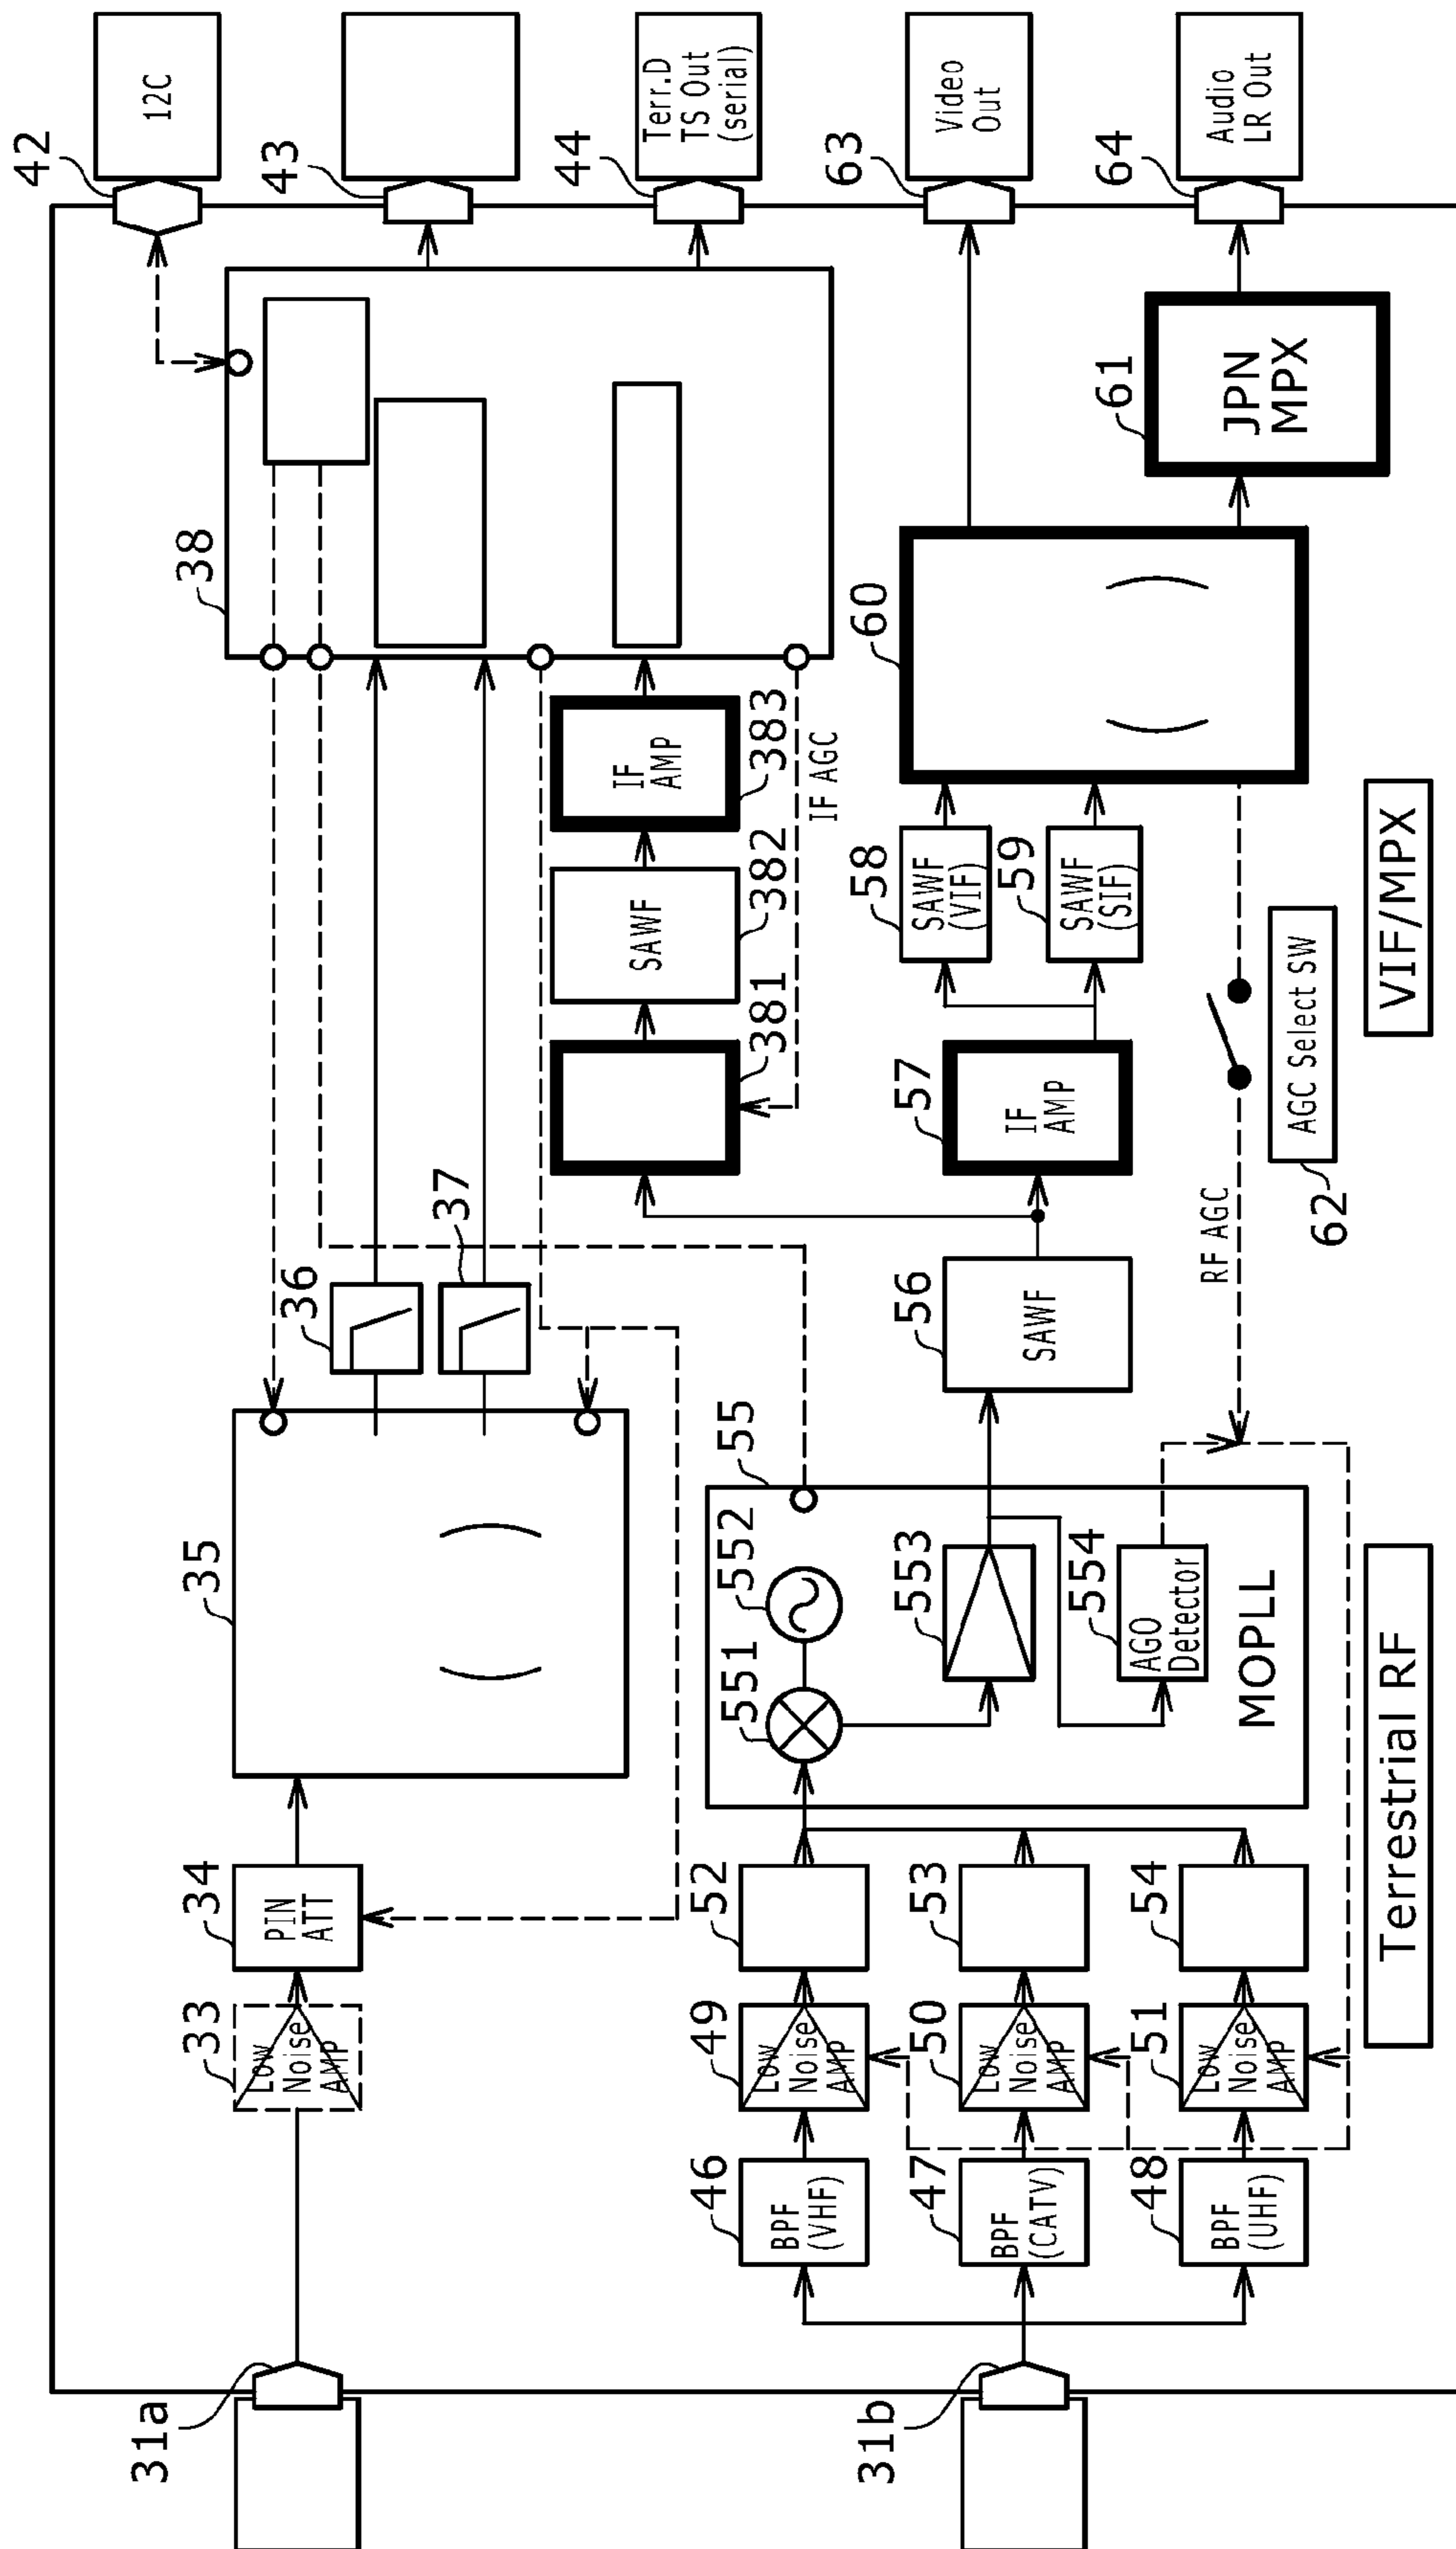 31a
33
Low
Noise
AMP
34
PIN
ATT
35
36
37
38
42
12C
43
44
Terr.D
TS Out
(serial)
381
382
SAWF
383
IF
AMP
IF AGC
31b
46
BPF
(VHF)
47
BPF
(CATV)
48
BPF
(UHF)
49
Low
Noise
AMP
50
Low
Noise
AMP
51
Low
Noise
AMP
52
53
54
55
551
552
553
554
AGO
Detector
MOPLL
56
SAWF
57
IF
AMP
58
SAWF
(VIF)
59
SAWF
(SIF)
60
61
JPN
MPX
63
Video
Out
64
Audio
LR Out
RF AGC
62
AGC Select SW
Terrestrial RF
VIF/MPX